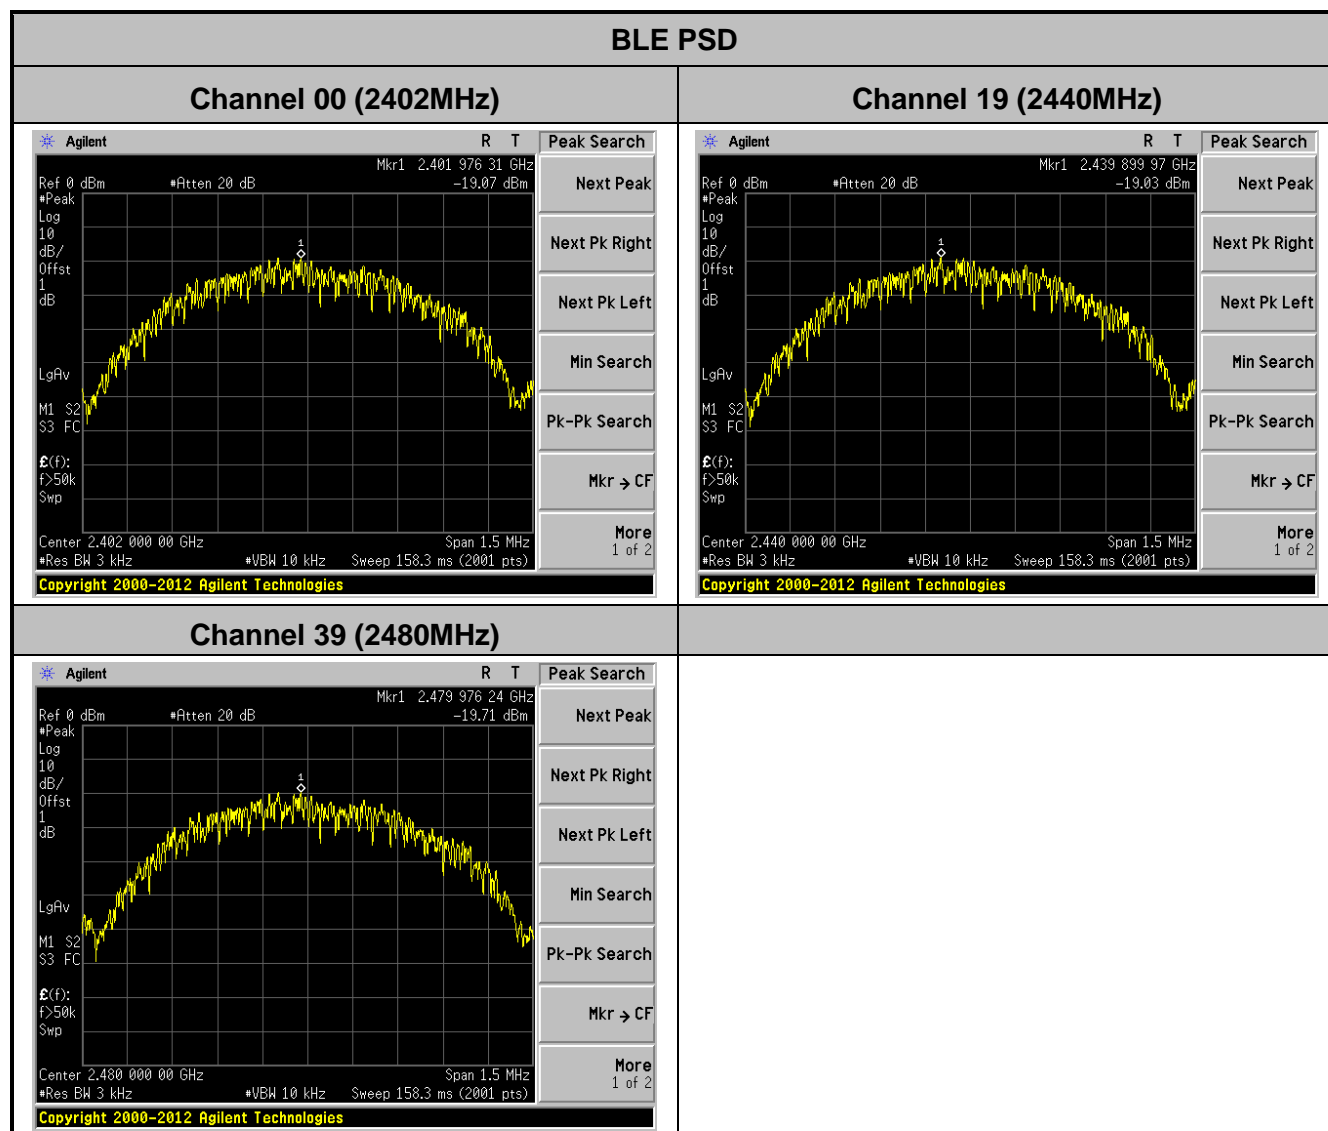 BLE PSD
Channel 00 (2402MHz)
Channel 19 (2440MHz)
Agilent R T Peak Search
Mkr1 2.401 976 31 GHz
Ref 0 dBm #Atten 20 dB -19.07 dBm
#Peak
Log
10
dB/
Offst
1
dB
LgAv
M1 S2
S3 FC
£(f):
f>50k
Swp
1
Center 2.402 000 00 GHz Span 1.5 MHz
#Res BW 3 kHz #VBW 10 kHz Sweep 158.3 ms (2001 pts)
Copyright 2000-2012 Agilent Technologies
Next Peak
Next Pk Right
Next Pk Left
Min Search
Pk-Pk Search
Mkr → CF
More
1 of 2
Agilent R T Peak Search
Mkr1 2.439 899 97 GHz
Ref 0 dBm #Atten 20 dB -19.03 dBm
#Peak
Log
10
dB/
Offst
1
dB
LgAv
M1 S2
S3 FC
£(f):
f>50k
Swp
1
Center 2.440 000 00 GHz Span 1.5 MHz
#Res BW 3 kHz #VBW 10 kHz Sweep 158.3 ms (2001 pts)
Copyright 2000-2012 Agilent Technologies
Next Peak
Next Pk Right
Next Pk Left
Min Search
Pk-Pk Search
Mkr → CF
More
1 of 2
Channel 39 (2480MHz)
Agilent R T Peak Search
Mkr1 2.479 976 24 GHz
Ref 0 dBm #Atten 20 dB -19.71 dBm
#Peak
Log
10
dB/
Offst
1
dB
LgAv
M1 S2
S3 FC
£(f):
f>50k
Swp
1
Center 2.480 000 00 GHz Span 1.5 MHz
#Res BW 3 kHz #VBW 10 kHz Sweep 158.3 ms (2001 pts)
Copyright 2000-2012 Agilent Technologies
Next Peak
Next Pk Right
Next Pk Left
Min Search
Pk-Pk Search
Mkr → CF
More
1 of 2